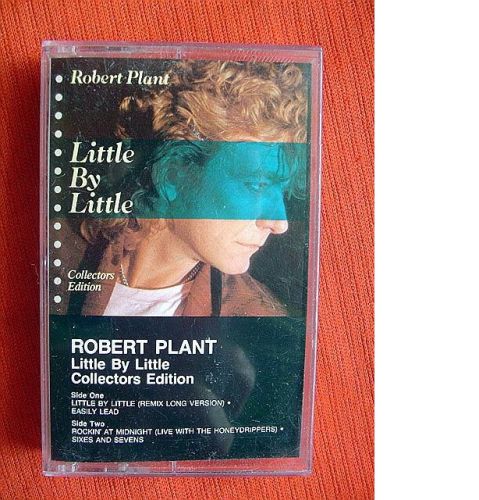 Robert Plant
Little
By
Little
Collectors
Edition
ROBERT PLANT
Little By Little
Collectors Edition
Side One
LITTLE BY LITTLE (REMIX LONG VERSION) •
EASILY LEAD
Side Two
ROCKIN' AT MIDNIGHT (LIVE WITH THE HONEYDRIPPERS) •
SIXES AND SEVENS